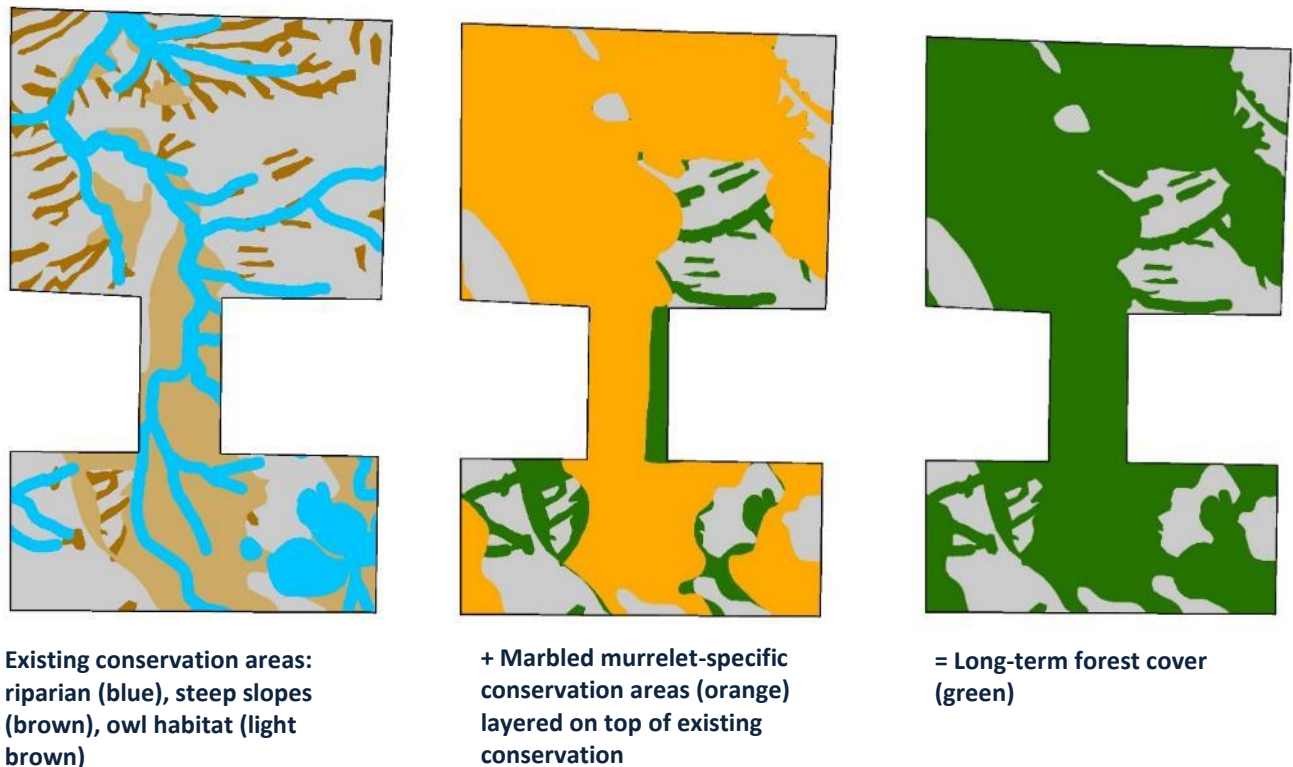 Existing conservation areas:
riparian (blue), steep slopes
(brown), owl habitat (light
brown)
+ Marbled murrelet-specific
conservation areas (orange)
layered on top of existing
conservation
= Long-term forest cover
(green)